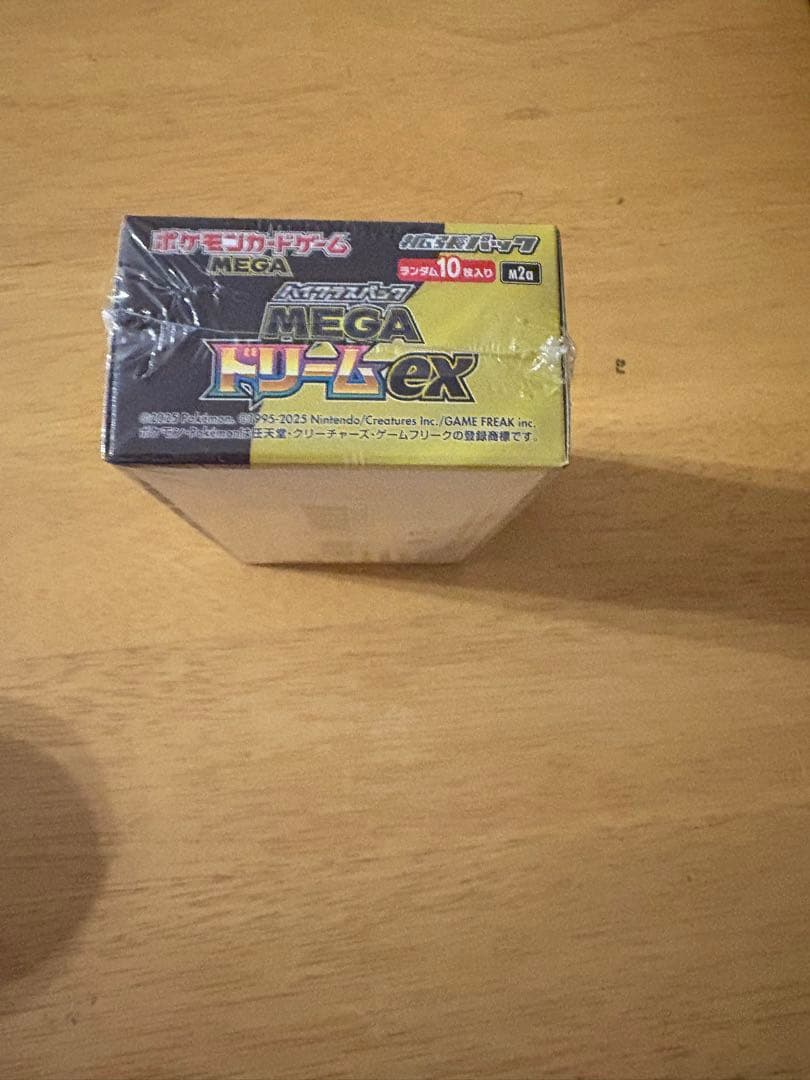 ポケモンカードゲーム
MEGA
拡張パック
ランダム10枚入り
M2a
ハイクラスパック
MEGA
ドリームex
©2025 Pokémon. ©1995-2025 Nintendo/Creatures Inc./GAME FREAK inc.
ポケモン・Pokémonは任天堂・クリーチャーズ・ゲームフリークの登録商標です。